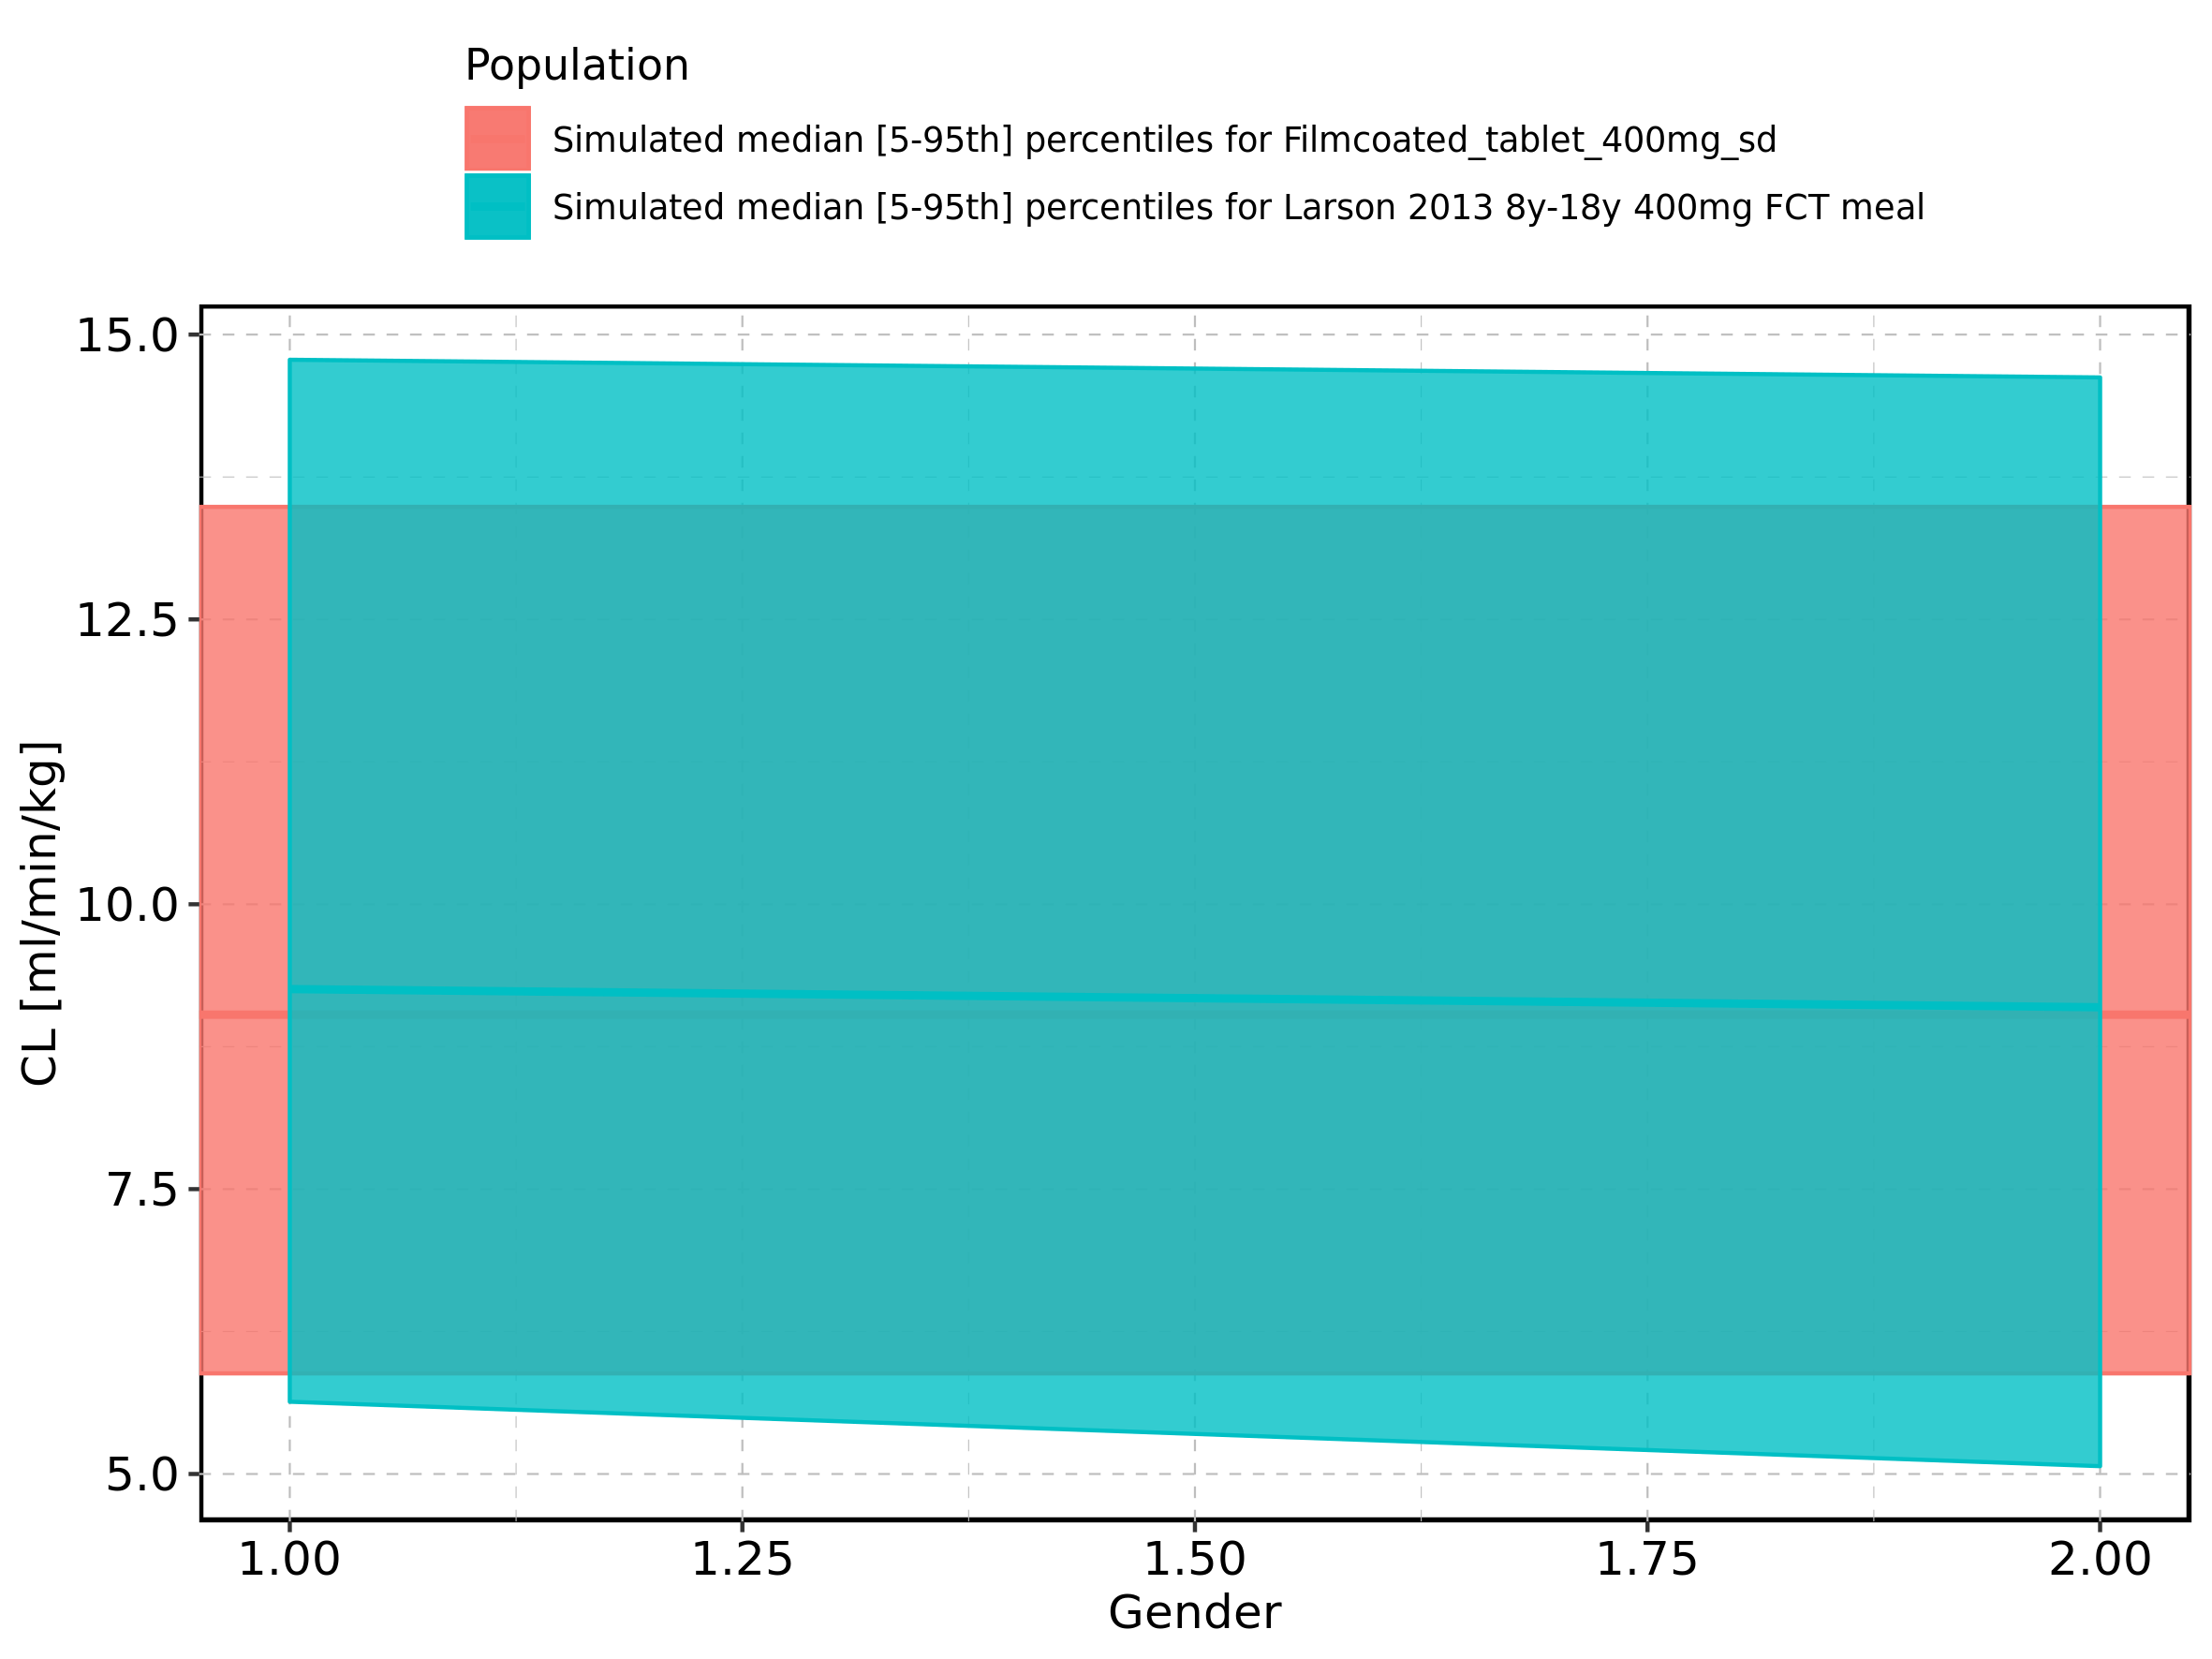 Population
Simulated median [5-95th] percentiles for Filmcoated_tablet_400mg_sd
Simulated median [5-95th] percentiles for Larson 2013 8y-18y 400mg FCT meal
15.0
12.5
10.0
7.5
5.0
CL [ml/min/kg]
1.00 1.25 1.50 1.75 2.00
Gender